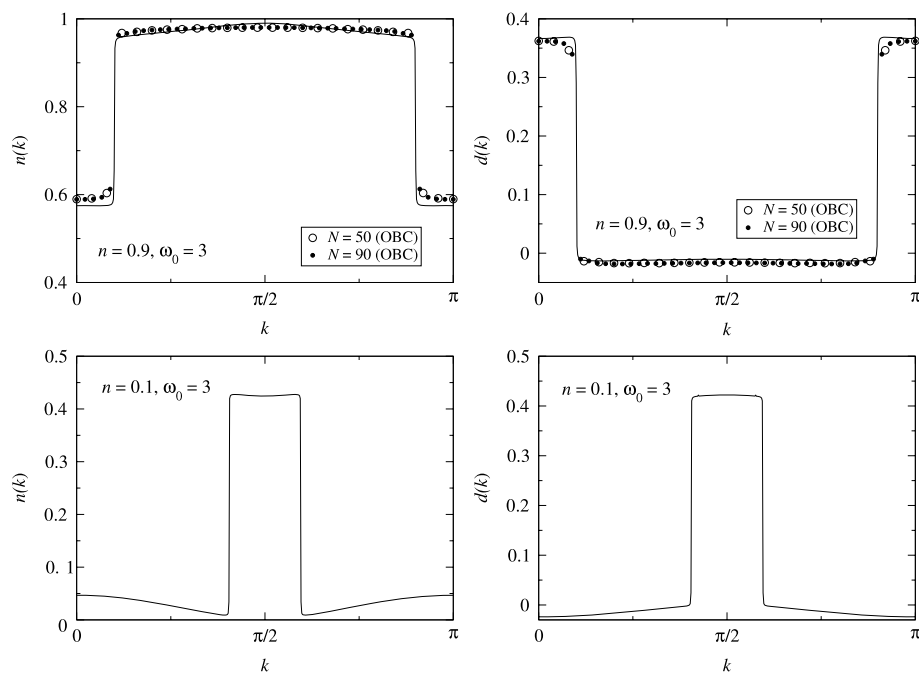 1
0.8
0.6
0.4
n(k)
n = 0.9, ω0 = 3
N = 50 (OBC)
N = 90 (OBC)
0
π/2
π
k
0.4
0.3
0.2
0.1
0
d(k)
n = 0.9, ω0 = 3
N = 50 (OBC)
N = 90 (OBC)
0
π/2
π
k
0.5
0.4
0.3
0.2
0. 1
0
n(k)
n = 0.1, ω0 = 3
0
π/2
π
k
0.5
0.4
0.3
0.2
0.1
0
d(k)
n = 0.1, ω0 = 3
0
π/2
π
k